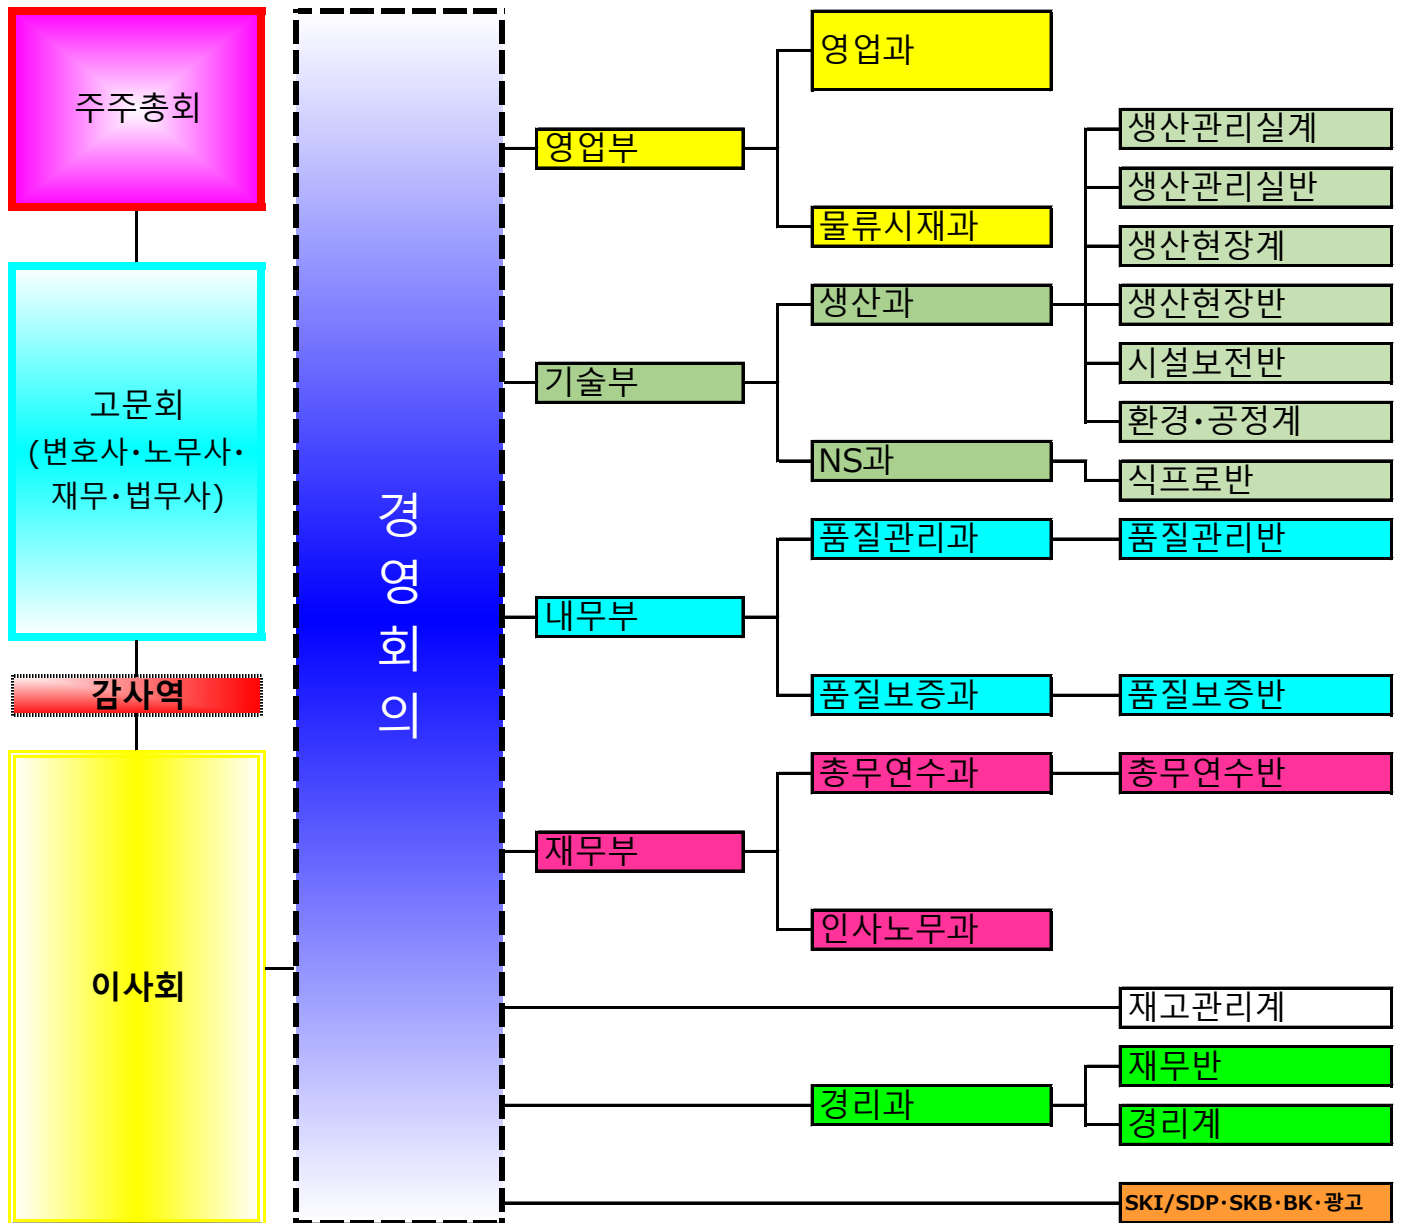 주주총회
고문회
(변호사·노무사·
재무·법무사)
감사역
이사회
경
영
회
의
영업부
영업과
물류시재과
기술부
생산과
생산관리실계
생산관리실반
생산현장계
생산현장반
시설보전반
환경·공정계
NS과
식프로반
내무부
품질관리과
품질관리반
품질보증과
품질보증반
재무부
총무연수과
총무연수반
인사노무과
재고관리계
경리과
재무반
경리계
SKI/SDP·SKB·BK·광고